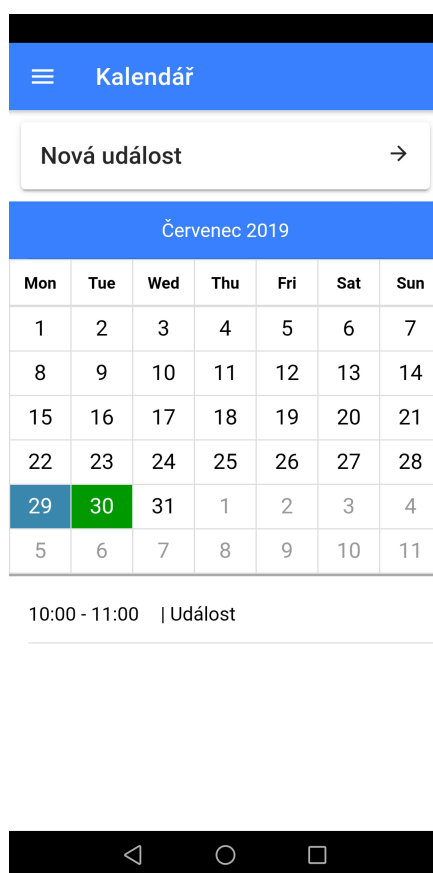 Kalendář
Nová událost
Červenec 2019
Mon Tue Wed Thu Fri Sat Sun
1 2 3 4 5 6 7
8 9 10 11 12 13 14
15 16 17 18 19 20 21
22 23 24 25 26 27 28
29 30 31 1 2 3 4
5 6 7 8 9 10 11
10:00 - 11:00 | Událost